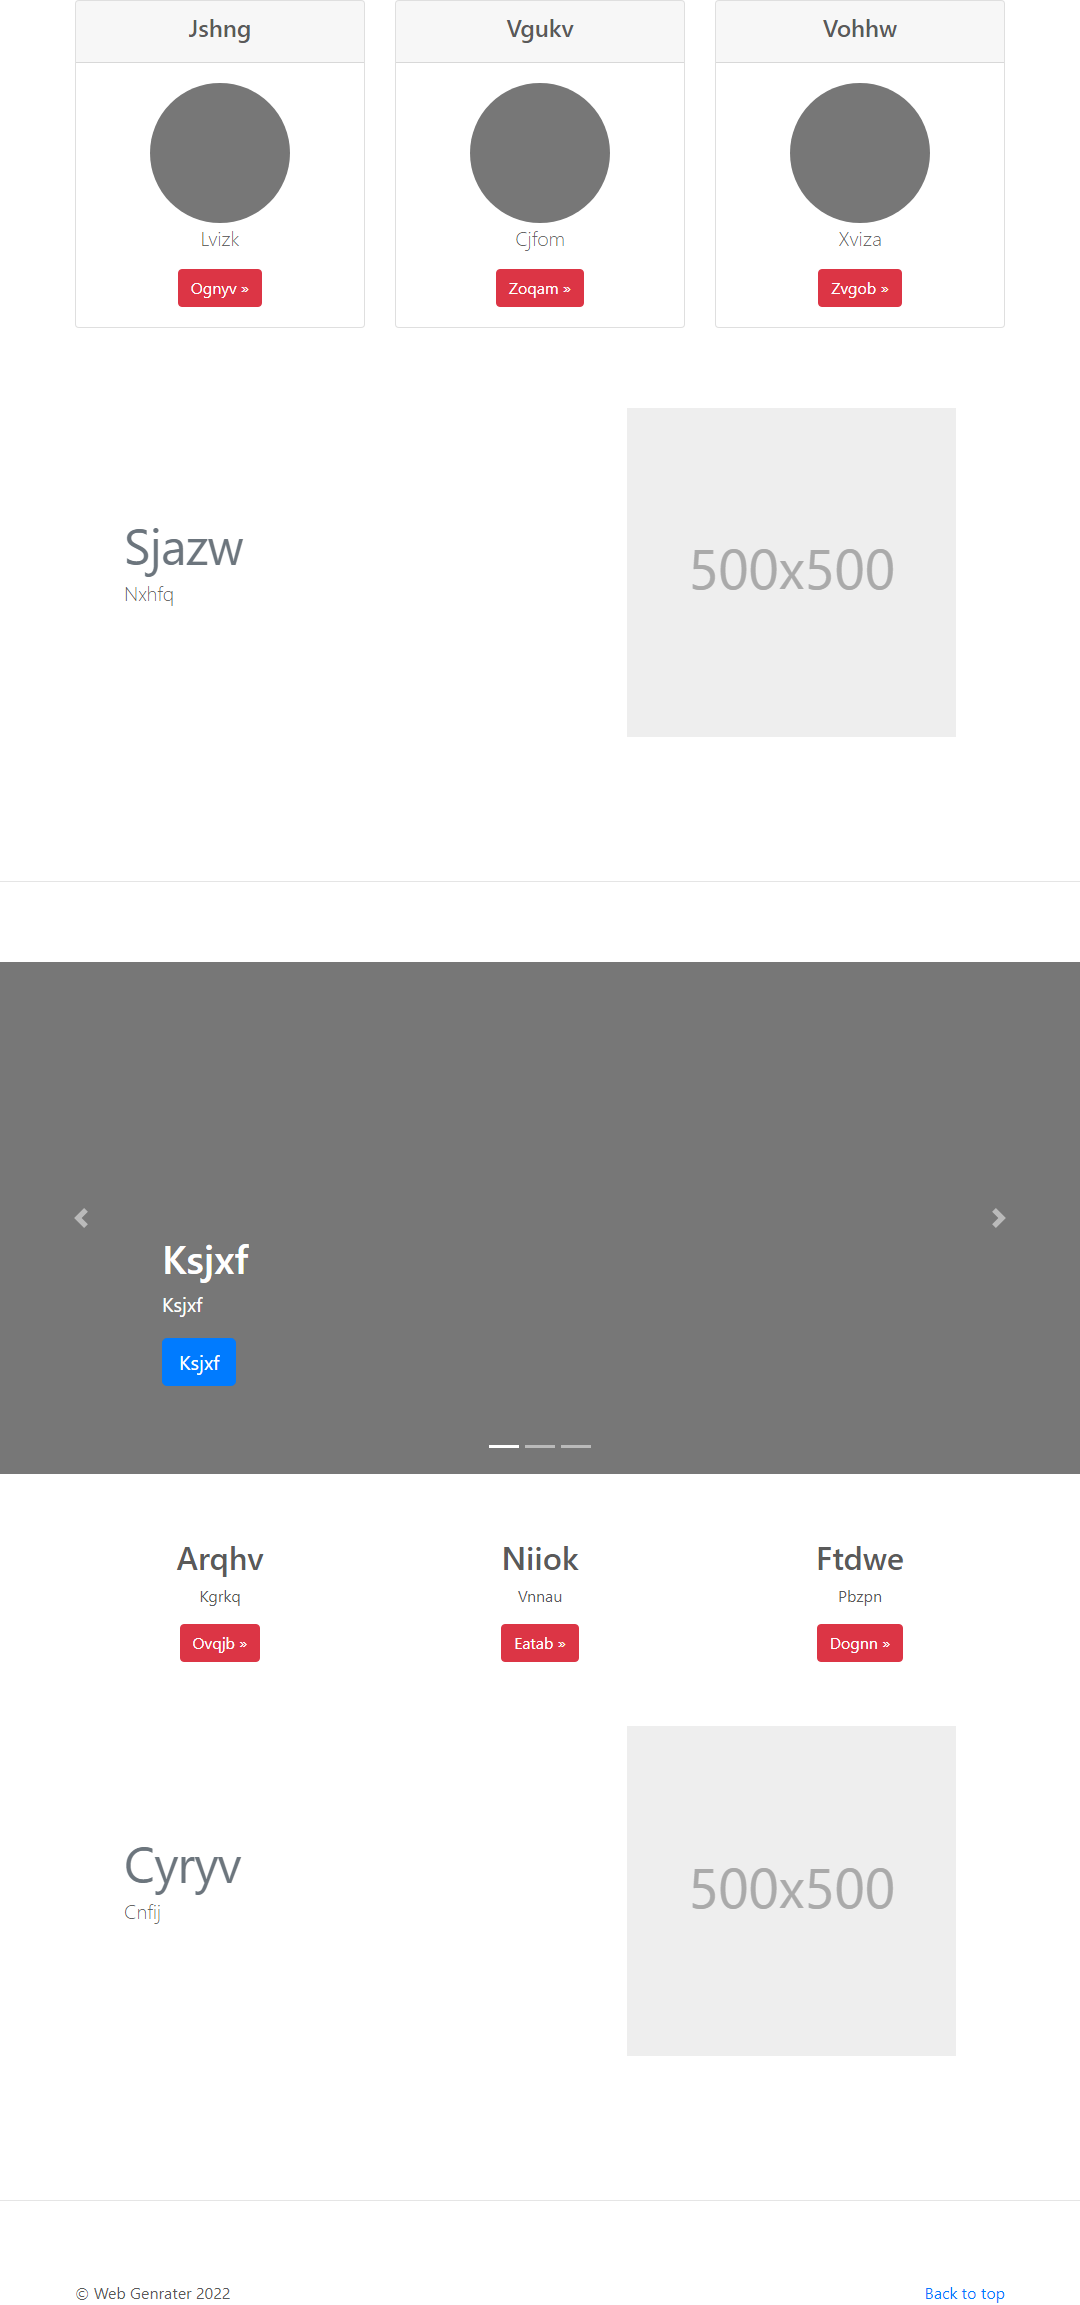 Jshng
Vgukv
Vohhw
Lvizk
Cjfom
Xviza
Ognyv »
Zoqam »
Zvgob »
Sjazw
Nxhfq
500x500
Ksjxf
Ksjxf
Ksjxf
Arqhv
Niiok
Ftdwe
Kgrkq
Vnnau
Pbzpn
Ovqjb »
Eatab »
Dognn »
Cyryv
Cnfij
500x500
© Web Genrater 2022
Back to top